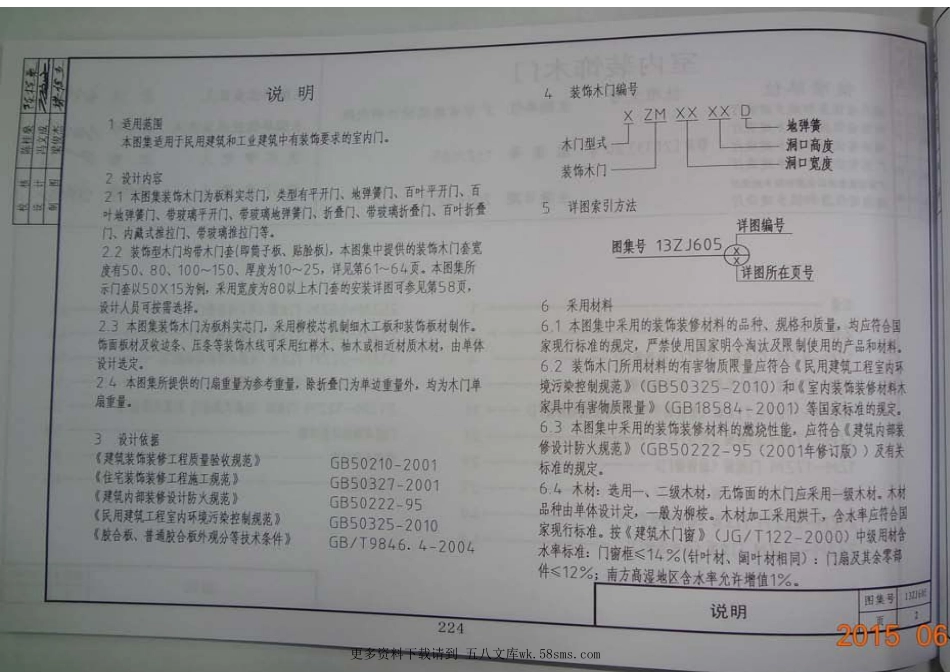 说 明
1 适用范围
本图集适用于民用建筑和工业建筑中有装饰要求的室内门。
2 设计内容
2.1 本图集装饰木门为板料实芯门，类型有平开门、地弹簧门、百叶平开门、百
叶地弹簧门、带玻璃平开门、带玻璃地弹簧门、折叠门、带玻璃折叠门、百叶折叠
门、内藏式推拉门、带玻璃推拉门等。
2.2 装饰型木门均带木门套(即筒子板、贴脸板)，本图集中提供的装饰木门套宽
度有50、80、100~150、厚度为10~25，详见第61~64页。本图集所
示门套以50X15为例，采用宽度为80以上木门套的安装详图可参见第58页，
设计人员可按需选择。
2.3 本图集装饰木门为板料实芯门，采用柳桉芯机制细木工板和装饰板材制作。
饰面板材及收边条、压条等装饰木线可采用红榉木、柚木或相近材质木材，由单体
设计选定。
2.4 本图集所提供的门扇重量为参考重量，除折叠门为单边重量外，均为木门单
扇重量。
3 设计依据
《建筑装饰装修工程质量验收规范》 GB50210-2001
《住宅装饰装修工程施工规范》 GB50327-2001
《建筑内部装修设计防火规范》 GB50222-95
《民用建筑工程室内环境污染控制规范》 GB50325-2010
《胶合板、普通胶合板外观分等技术条件》 GB/T9846.4-2004
4 装饰木门编号
X ZM XX XX D
地弹簧
木门型式
洞口高度
装饰木门
洞口宽度
5 详图索引方法
详图编号
图集号 13ZJ605 X
X
详图所在页号
6 采用材料
6.1 本图集中采用的装饰装修材料的品种、规格和质量，均应符合国
家现行标准的规定，严禁使用国家明令淘汰及限制使用的产品和材料。
6.2 装饰木门所用材料的有害物质限量应符合《民用建筑工程室内环
境污染控制规范》(GB50325-2010)和《室内装饰装修材料木
家具中有害物质限量》(GB18584-2001)等国家标准的规定。
6.3 本图集中采用的装饰装修材料的燃烧性能，应符合《建筑内部装
修设计防火规范》(GB50222-95(2001年修订版))及有关
标准的规定。
6.4 木材：选用一、二级木材，无饰面的木门应采用一级木材。木材
品种由单体设计定，一般为柳桉。木材加工采用烘干，含水率应符合国
家现行标准。按《建筑木门窗》(JG/T122-2000)中级用材含
水率标准：门窗框≤14%(针叶材、阔叶材相同)：门扇及其余零部
件≤12%；南方高湿地区含水率允许增值1%。
说明
图集号 13ZJ605
页 2
224
2015 06
更多资料下载请到 五八文库wk.58sms.com